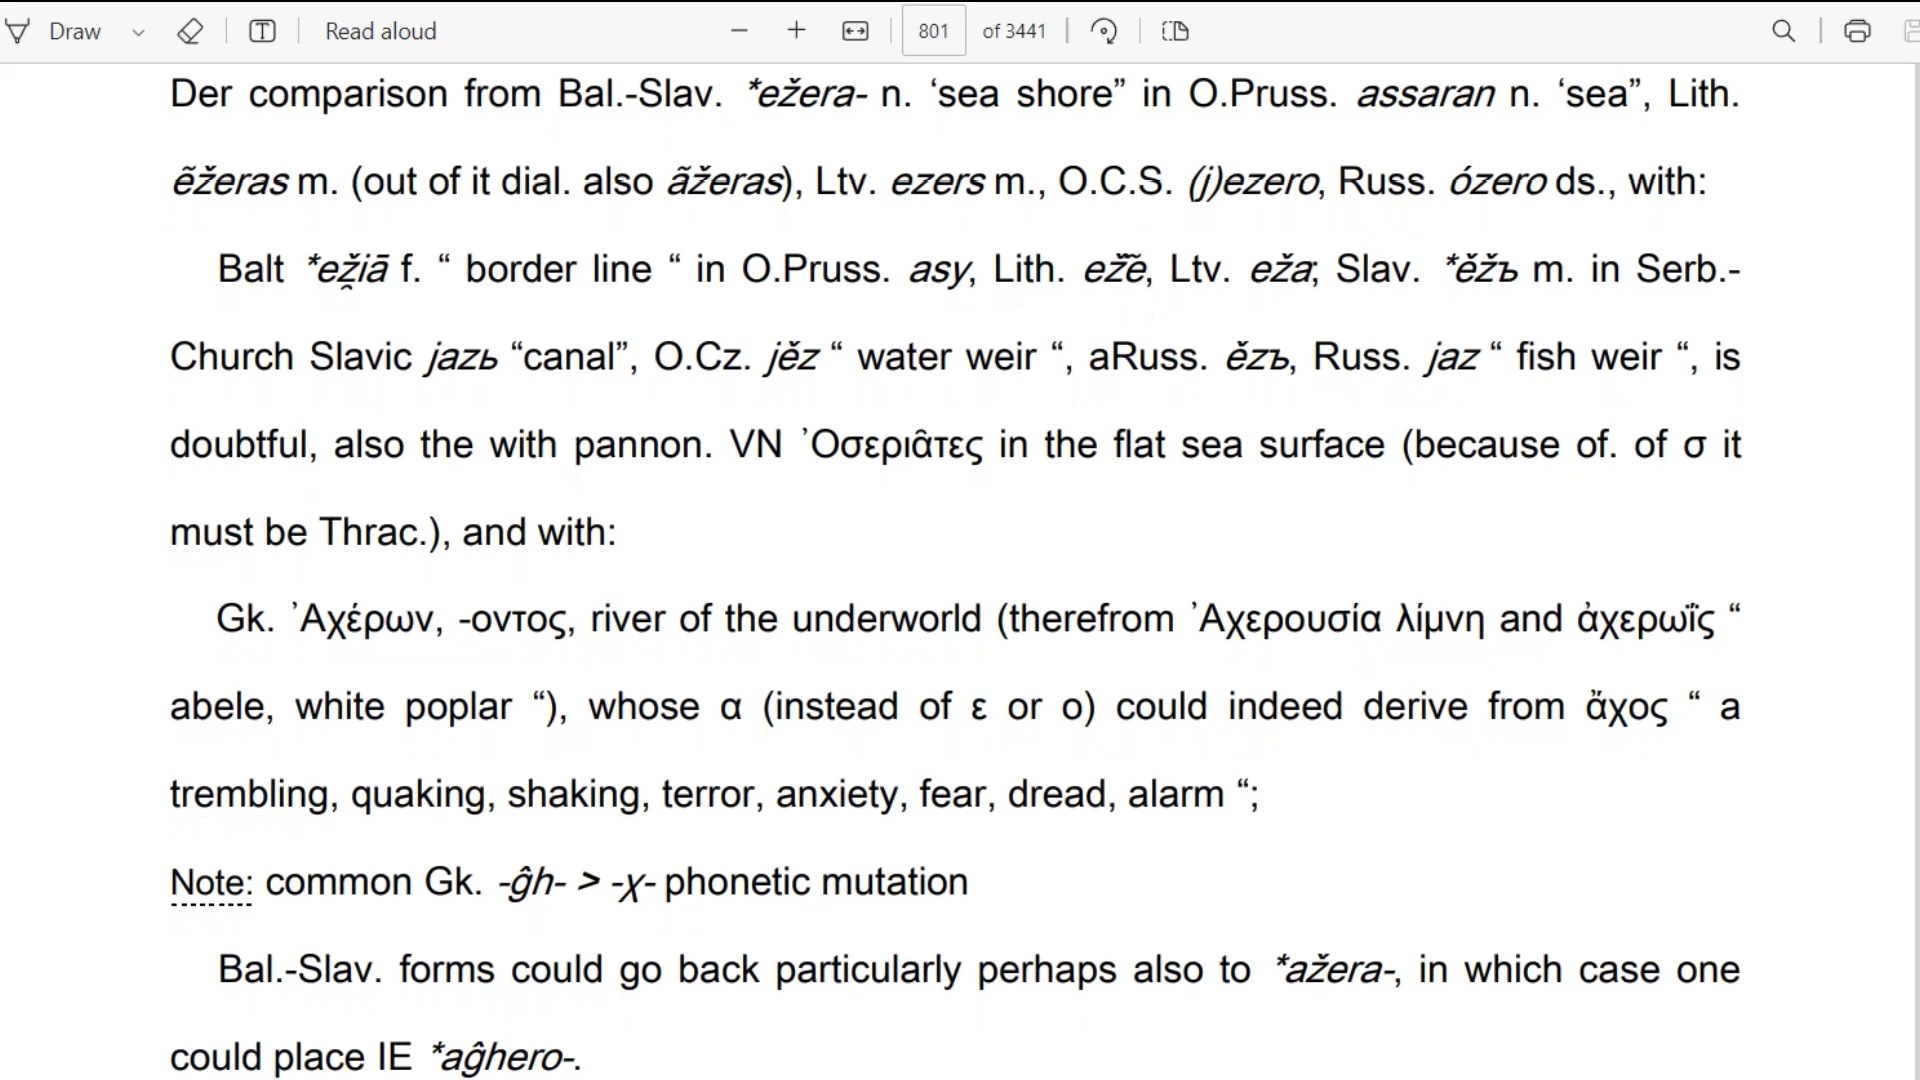 Draw
Read aloud
801 of 3441
Der comparison from Bal.-Slav. *ežera- n. ‘sea shore” in O.Pruss. assaran n. ‘sea”, Lith.
ẽžeras m. (out of it dial. also ãžeras), Ltv. ezers m., O.C.S. (j)ezero, Russ. ózero ds., with:
Balt *eži̯ā f. “ border line “ in O.Pruss. asy, Lith. ežẽ, Ltv. eža; Slav. *ěžъ m. in Serb.-
Church Slavic jazь “canal”, O.Cz. jěz “ water weir “, aRuss. ězъ, Russ. jaz “ fish weir “, is
doubtful, also the with pannon. VN ᾿Οσεριᾶτες in the flat sea surface (because of. of σ it
must be Thrac.), and with:
Gk. ᾿Αχέρων, -οντος, river of the underworld (therefrom ᾿Αχερουσία λίμνη and ἀχερωΐς “
abele, white poplar “), whose α (instead of ε or ο) could indeed derive from ἄχος “ a
trembling, quaking, shaking, terror, anxiety, fear, dread, alarm “;
Note: common Gk. -ĝh- > -χ- phonetic mutation
Bal.-Slav. forms could go back particularly perhaps also to *ažera-, in which case one
could place IE *aĝhero-.